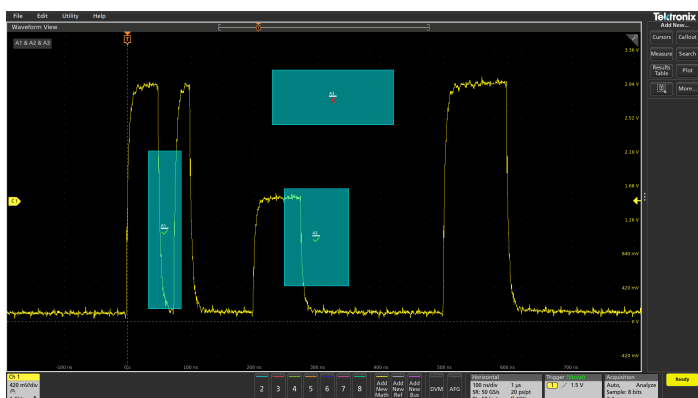 File Edit Utility Help
Tektronix
Waveform View
Add New...
T
T
A1 & A2 & A3
Cursors Callout
Measure Search
Results Table Plot
More...
3.36 V
2.94 V
2.52 V
2.10 V
1.68 V
1.26 V
840 mV
420 mV
0 V
-420 mV
A3
A1
A2
C1
-100 ns 0 s 100 ns 200 ns 300 ns 400 ns 500 ns 600 ns 700 ns
Ch 1
420 mV/div
2 3 4 5 6 7 8
Add New Math
Add New Ref
Add New Bus
DVM AFG
Horizontal
100 ns/div 1 µs
SR: 50 GS/s 20 ps/pt
Trigger (Visual)
1 1.5 V
Acquisition
Auto, Analyze
Sample: 8 bits
Ready